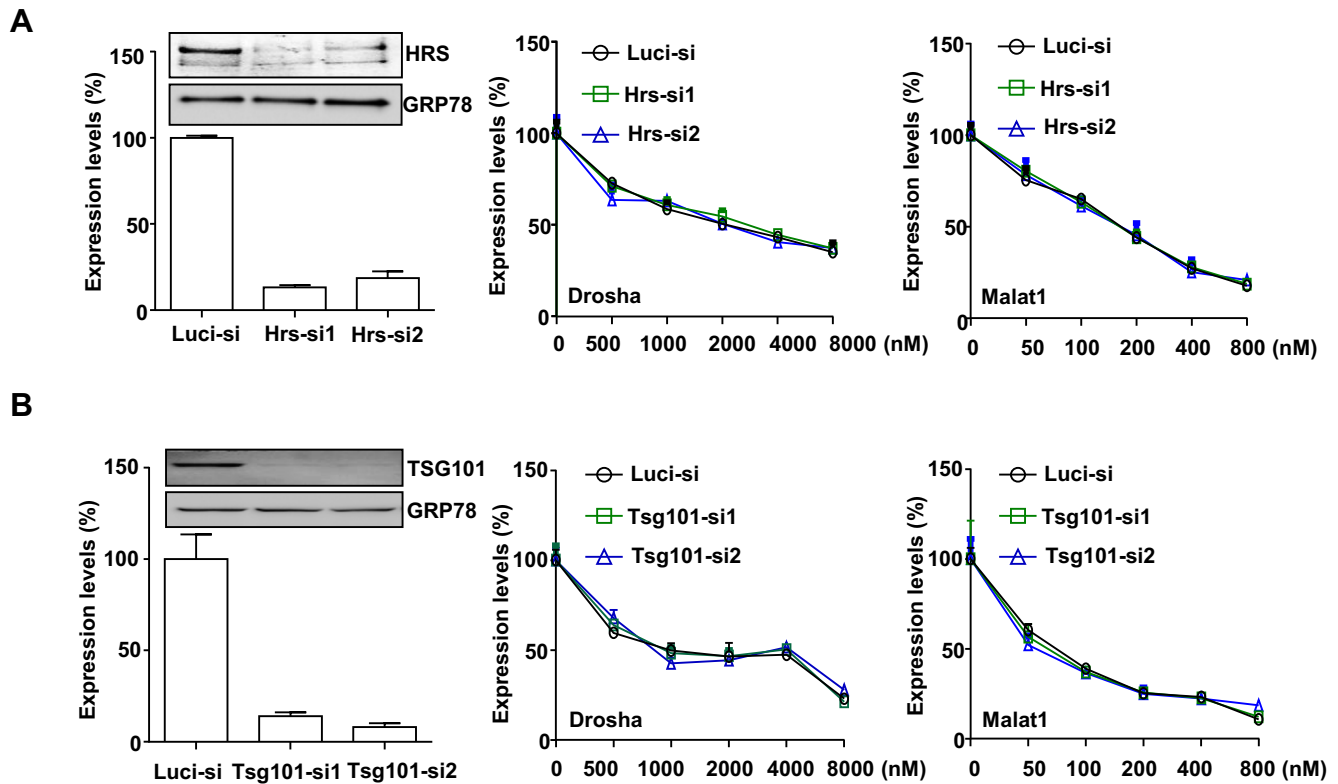 A
Expression levels (%)
150
100
50
0
HRS
GRP78
Luci-si Hrs-si1 Hrs-si2
Expression levels (%)
150
100
50
0
Luci-si
Hrs-si1
Hrs-si2
Drosha
0 500 1000 2000 4000 8000 (nM)
Expression levels (%)
150
100
50
0
Luci-si
Hrs-si1
Hrs-si2
Malat1
0 50 100 200 400 800 (nM)
B
Expression levels (%)
150
100
50
0
TSG101
GRP78
Luci-si Tsg101-si1 Tsg101-si2
Expression levels (%)
150
100
50
0
Luci-si
Tsg101-si1
Tsg101-si2
Drosha
0 500 1000 2000 4000 8000 (nM)
Expression levels (%)
150
100
50
0
Luci-si
Tsg101-si1
Tsg101-si2
Malat1
0 50 100 200 400 800 (nM)